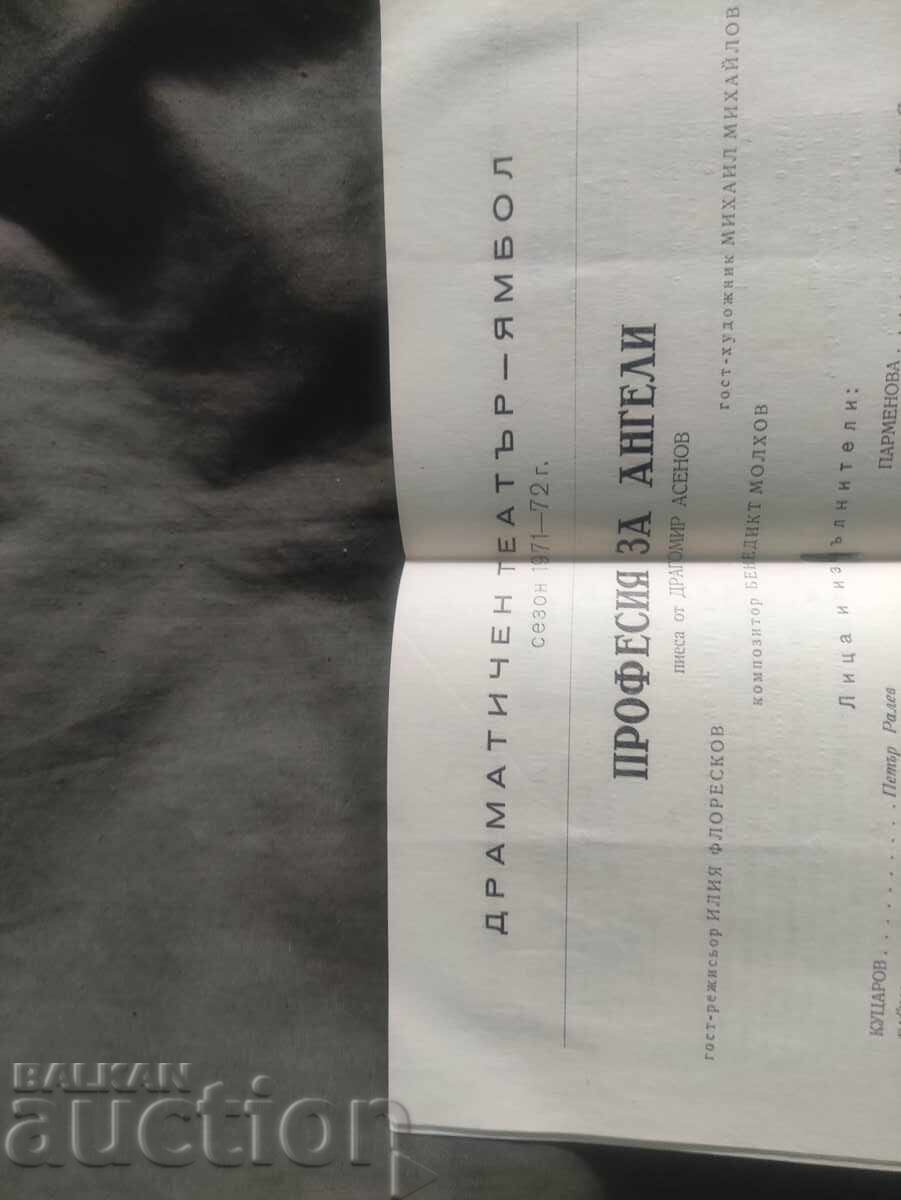 ДРАМАТИЧЕН ТЕАТЪР — ЯМБОЛ
сезон 1971—72 г.
ПРОФЕСИЯ ЗА АНГЕЛИ
пиеса от ДРАГОМИР АСЕНОВ
гост-режисьор ИЛИЯ ФЛОРЕСКОВ гост-художник МИХАИЛ МИХАЙЛОВ
композитор БЕНЕДИКТ МОЛХОВ
Лица и изпълнители:
КУЦАРОВ . . . . . . . . . Петър Ралев ПАРМЕНОВА . . .
BALKAN
auction